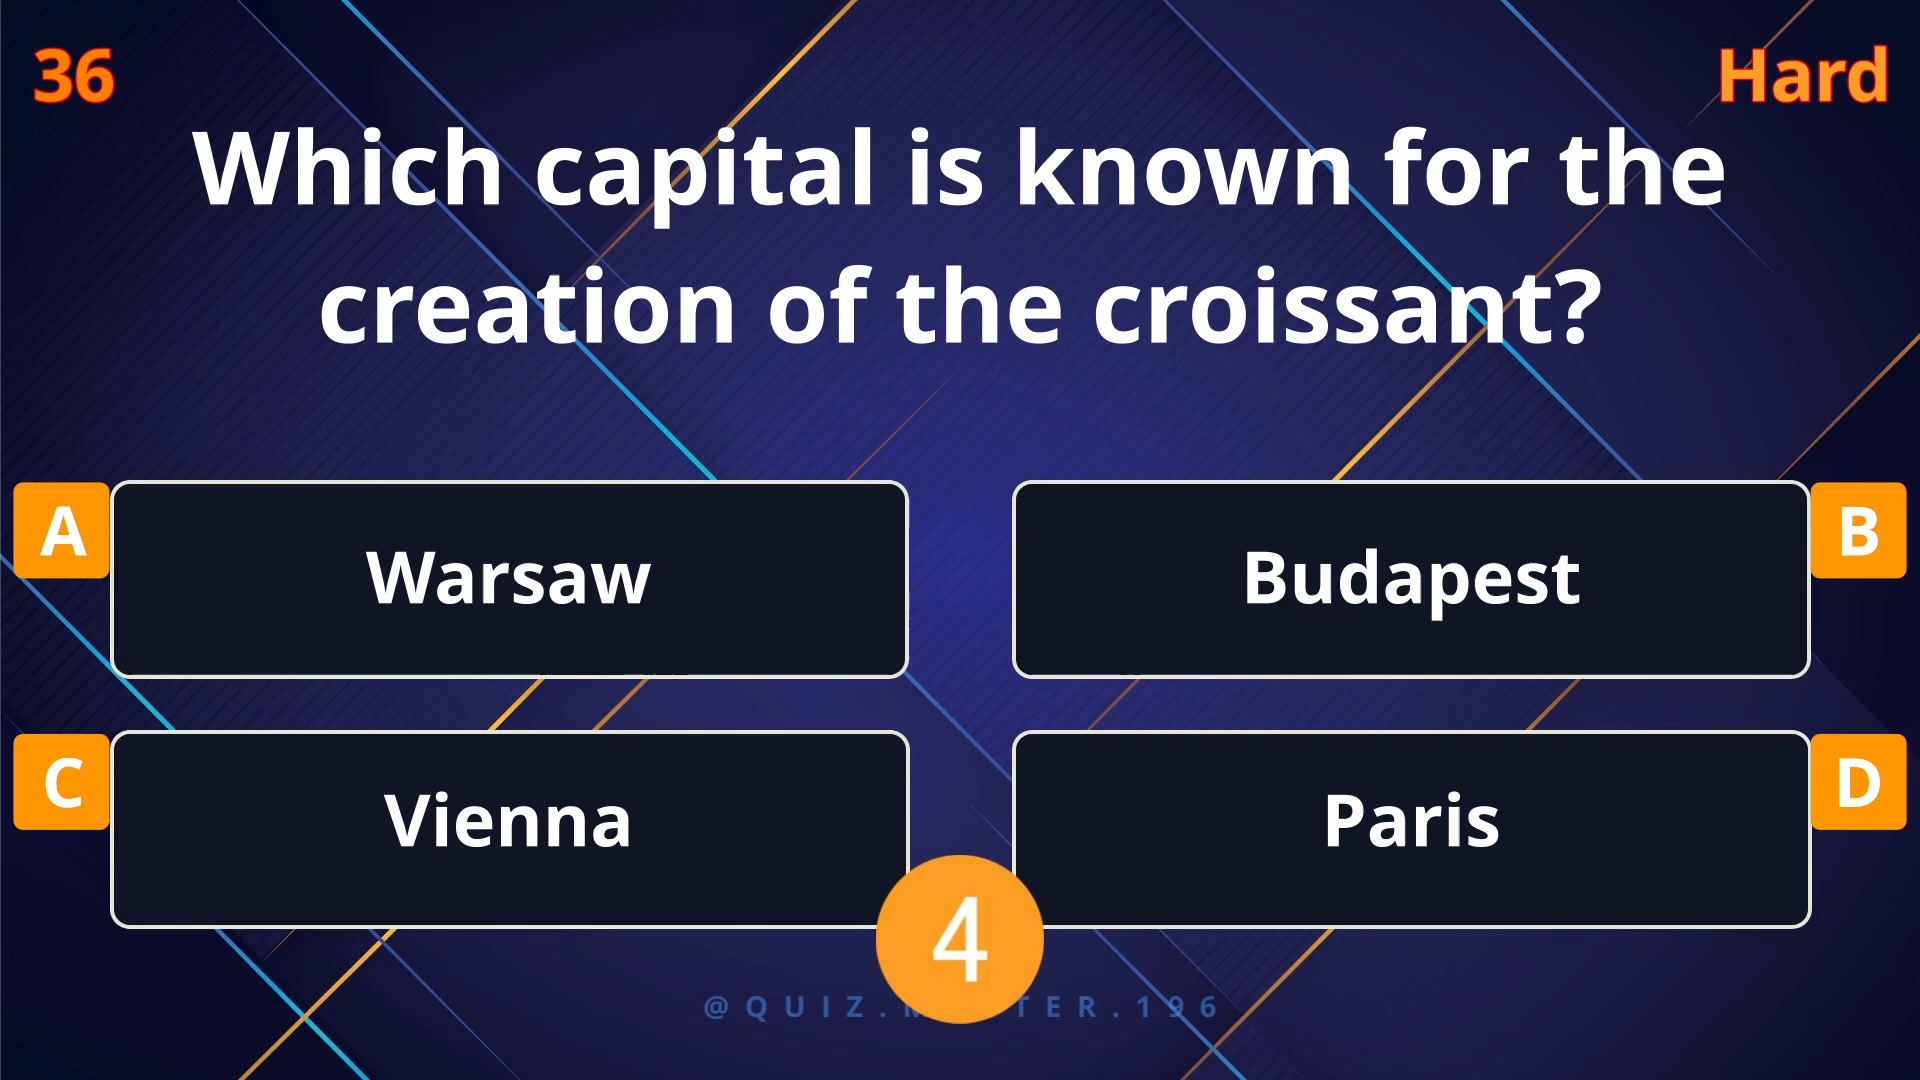 36
Hard
Which capital is known for the
creation of the croissant?
A
Warsaw
Budapest
B
C
Vienna
Paris
D
4